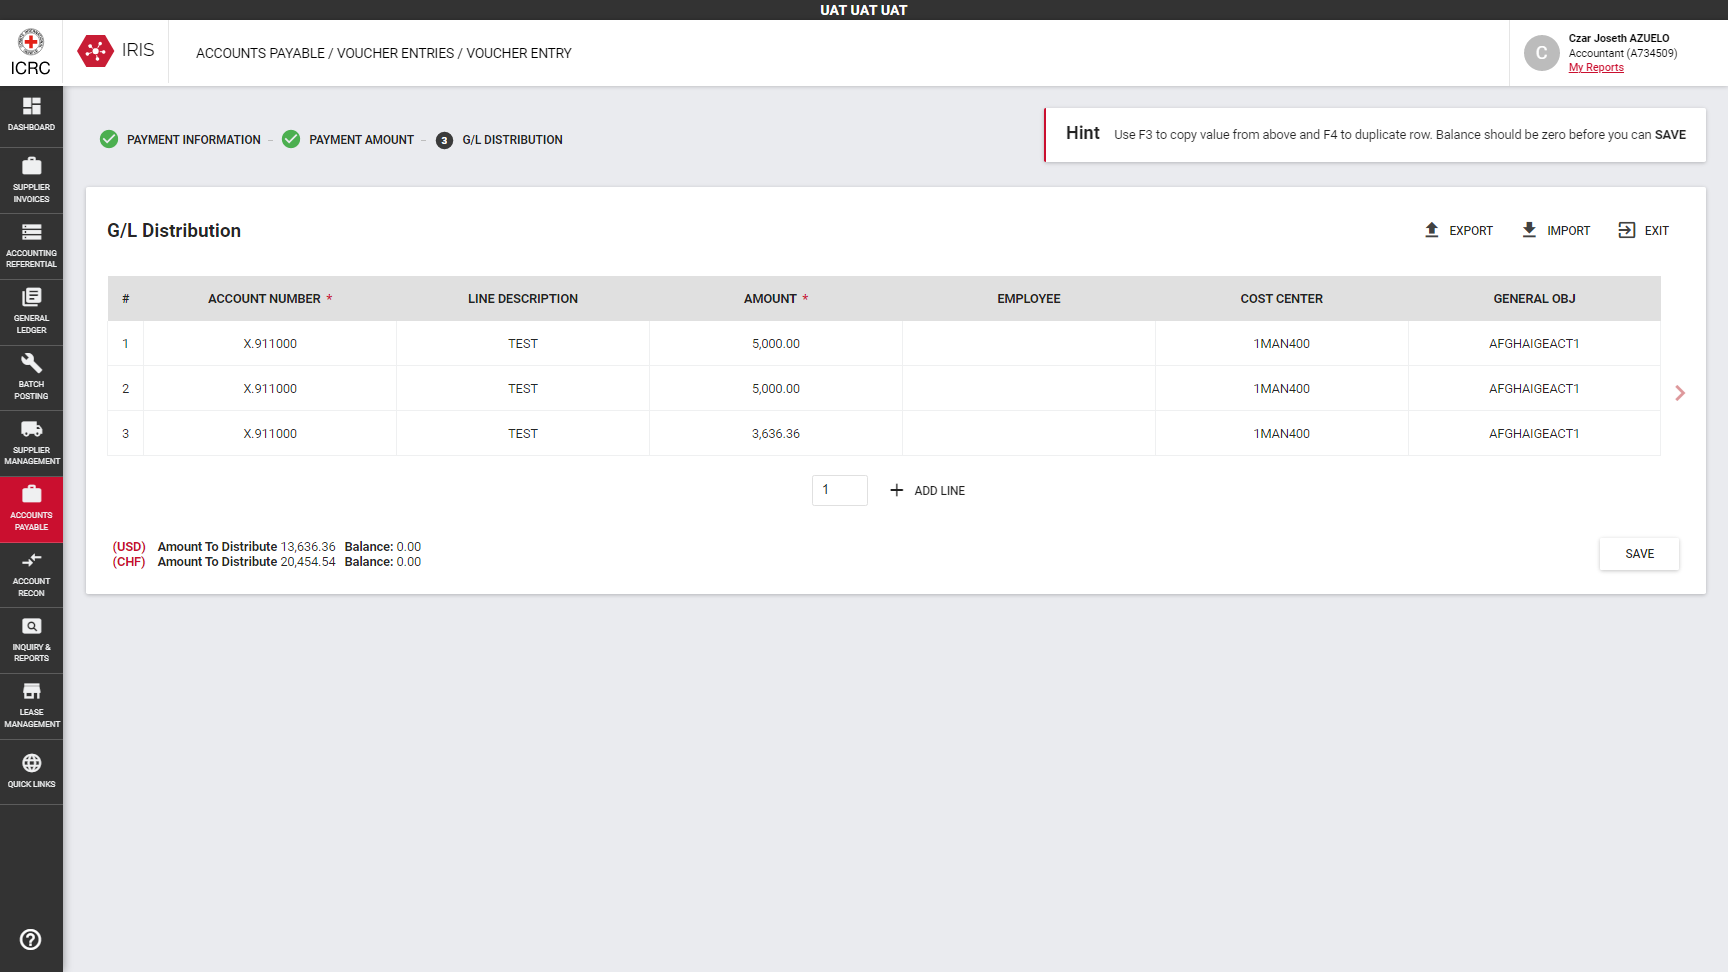 UAT UAT UAT
ICRC
IRIS
ACCOUNTS PAYABLE / VOUCHER ENTRIES / VOUCHER ENTRY
C
Czar Joseth AZUELO
Accountant (A734509)
My Reports
DASHBOARD
SUPPLIER
INVOICES
ACCOUNTING
REFERENTIAL
GENERAL
LEDGER
BATCH
POSTING
SUPPLIER
MANAGEMENT
ACCOUNTS
PAYABLE
ACCOUNT
RECON
INQUIRY &
REPORTS
LEASE
MANAGEMENT
QUICK LINKS
PAYMENT INFORMATION – PAYMENT AMOUNT – 3 G/L DISTRIBUTION
Hint Use F3 to copy value from above and F4 to duplicate row. Balance should be zero before you can SAVE
G/L Distribution
EXPORT IMPORT EXIT
# ACCOUNT NUMBER * LINE DESCRIPTION AMOUNT * EMPLOYEE COST CENTER GENERAL OBJ
1 X.911000 TEST 5,000.00 1MAN400 AFGHAIGEACT1
2 X.911000 TEST 5,000.00 1MAN400 AFGHAIGEACT1
3 X.911000 TEST 3,636.36 1MAN400 AFGHAIGEACT1
1 + ADD LINE
(USD) Amount To Distribute 13,636.36 Balance: 0.00
(CHF) Amount To Distribute 20,454.54 Balance: 0.00
SAVE